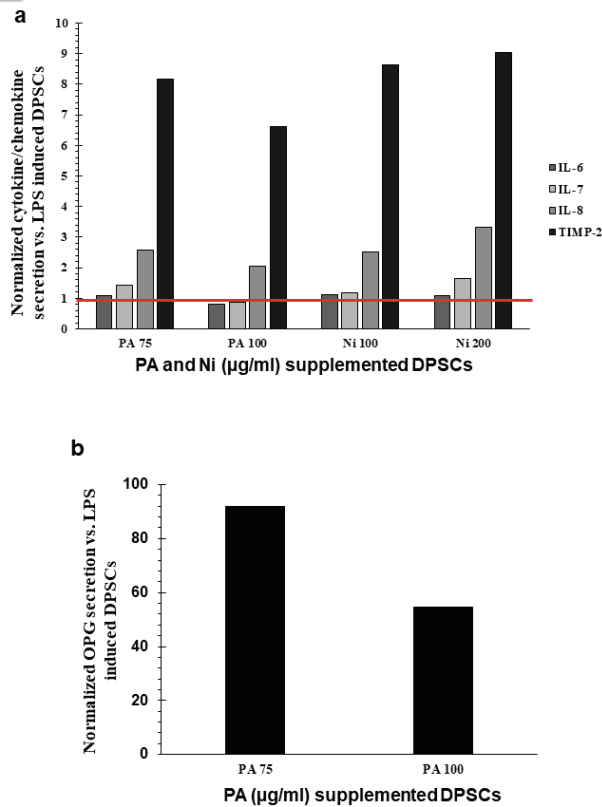 a
Normalized cytokine/chemokine
secretion vs. LPS induced DPSCs
10
9
8
7
6
5
4
3
2
1
0
PA 75 PA 100 Ni 100 Ni 200
PA and Ni (µg/ml) supplemented DPSCs
IL-6
IL-7
IL-8
TIMP-2
b
Normalized OPG secretion vs. LPS
induced DPSCs
100
80
60
40
20
0
PA 75 PA 100
PA (µg/ml) supplemented DPSCs